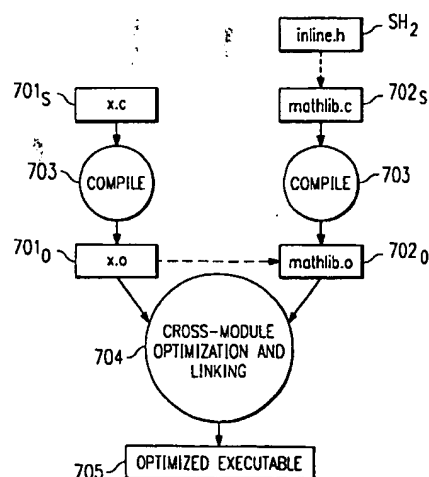 inline.h
SH2
701S
x.c
mathlib.c
702S
703
COMPILE
COMPILE
703
701O
x.o
mathlib.o
702O
704
CROSS-MODULE
OPTIMIZATION AND
LINKING
705
OPTIMIZED EXECUTABLE